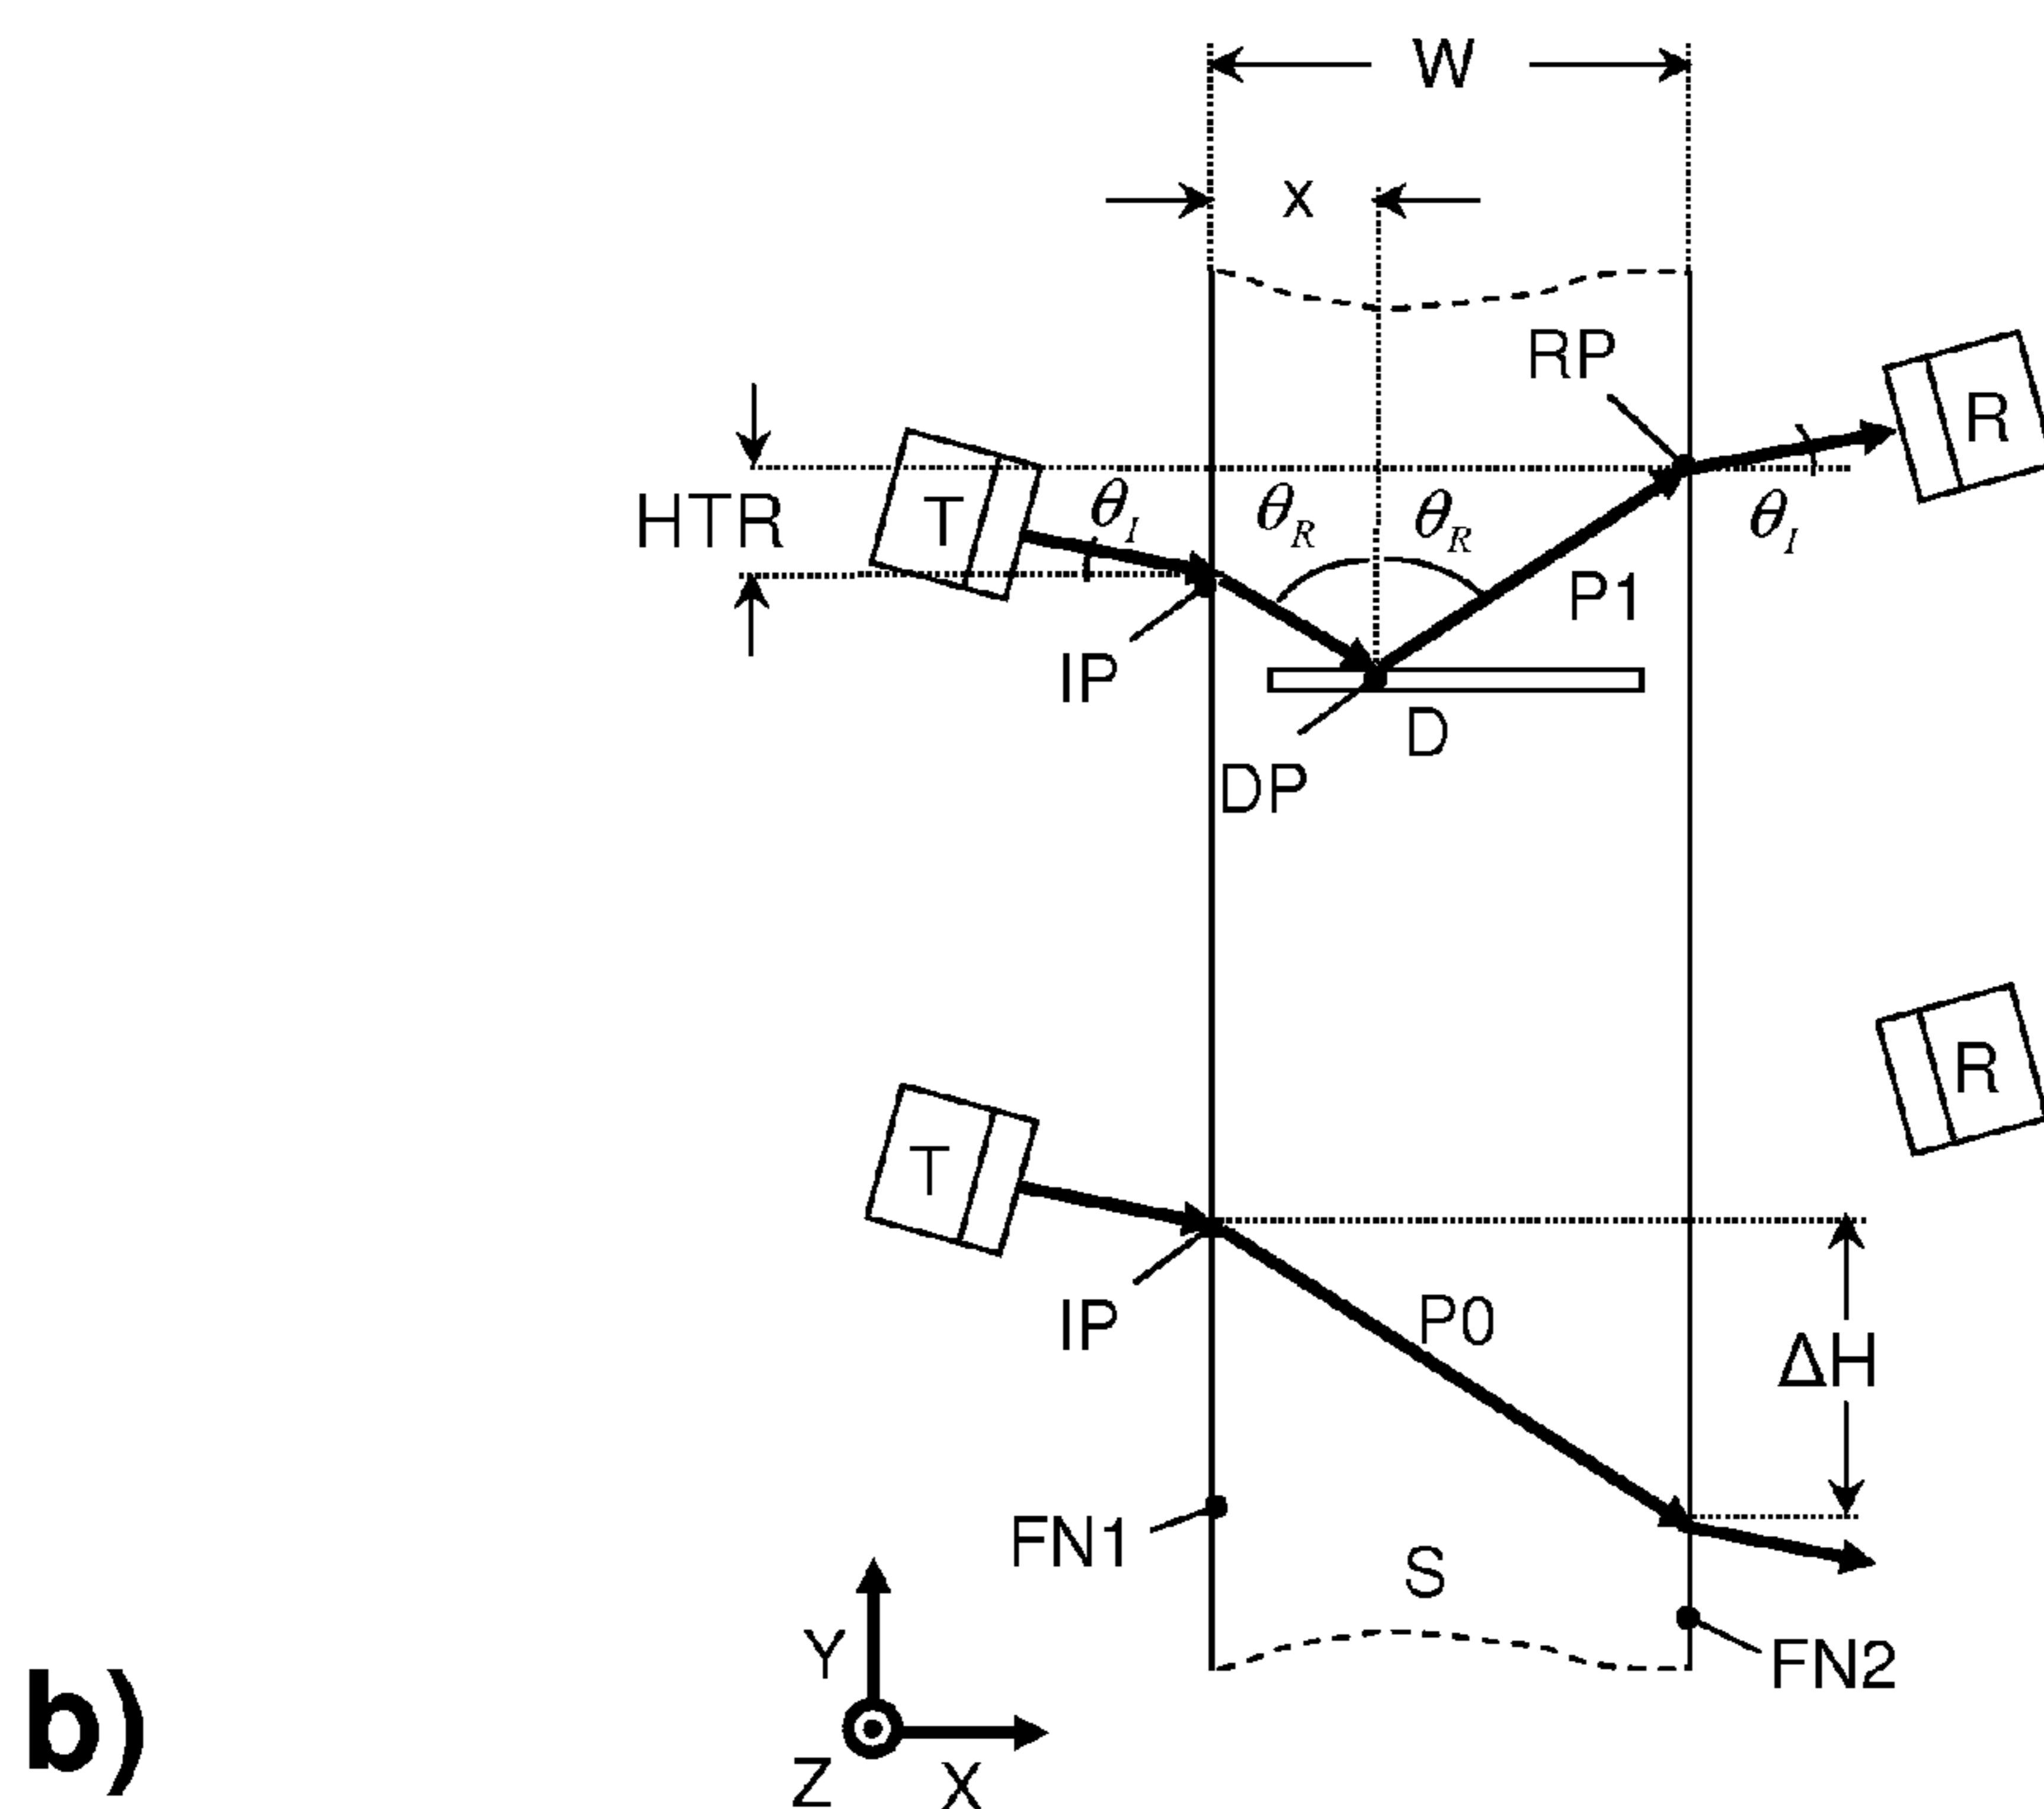 W
x
RP
R
HTR
T
θI
θR
θR
θI
P1
IP
D
DP
R
T
IP
P0
ΔH
FN1
S
FN2
Y
b)
Z
X